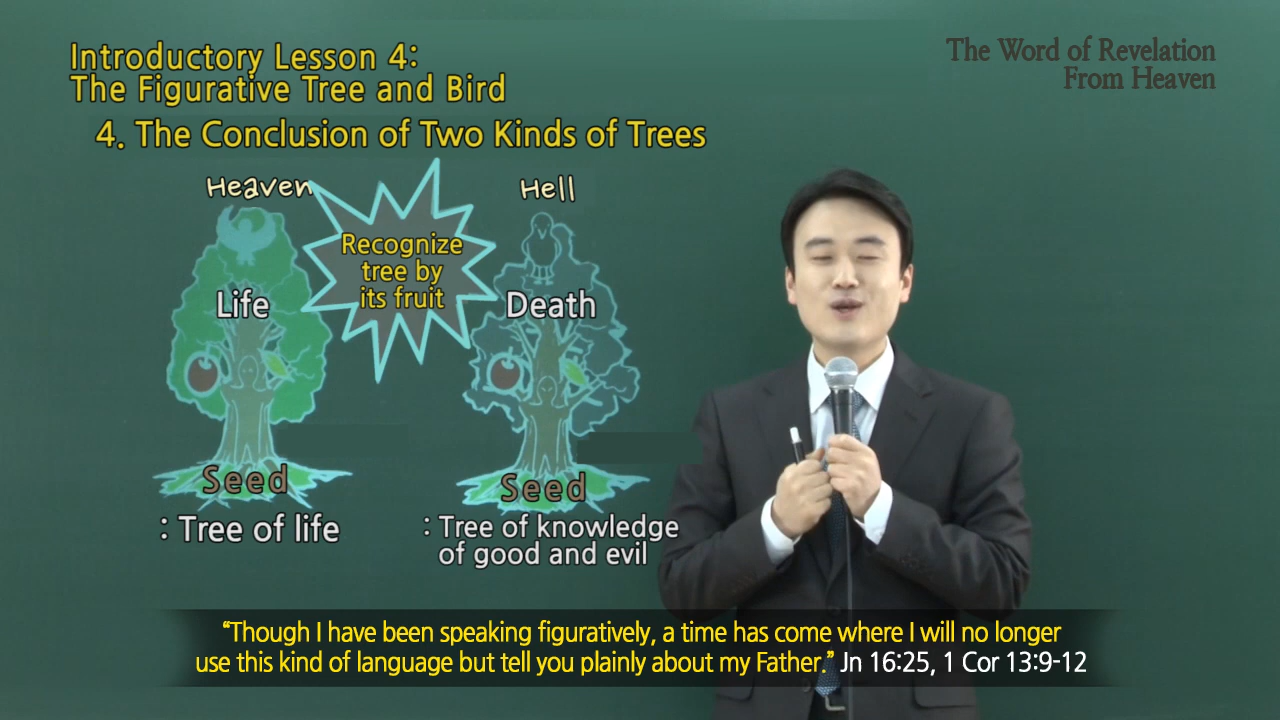 Introductory Lesson 4:
The Figurative Tree and Bird
The Word of Revelation
From Heaven
4. The Conclusion of Two Kinds of Trees
Heaven
Hell
Recognize
tree by
its fruit
Life
Death
Seed
Seed
: Tree of life
: Tree of knowledge
of good and evil
“Though I have been speaking figuratively, a time has come where I will no longer
use this kind of language but tell you plainly about my Father.” Jn 16:25, 1 Cor 13:9-12